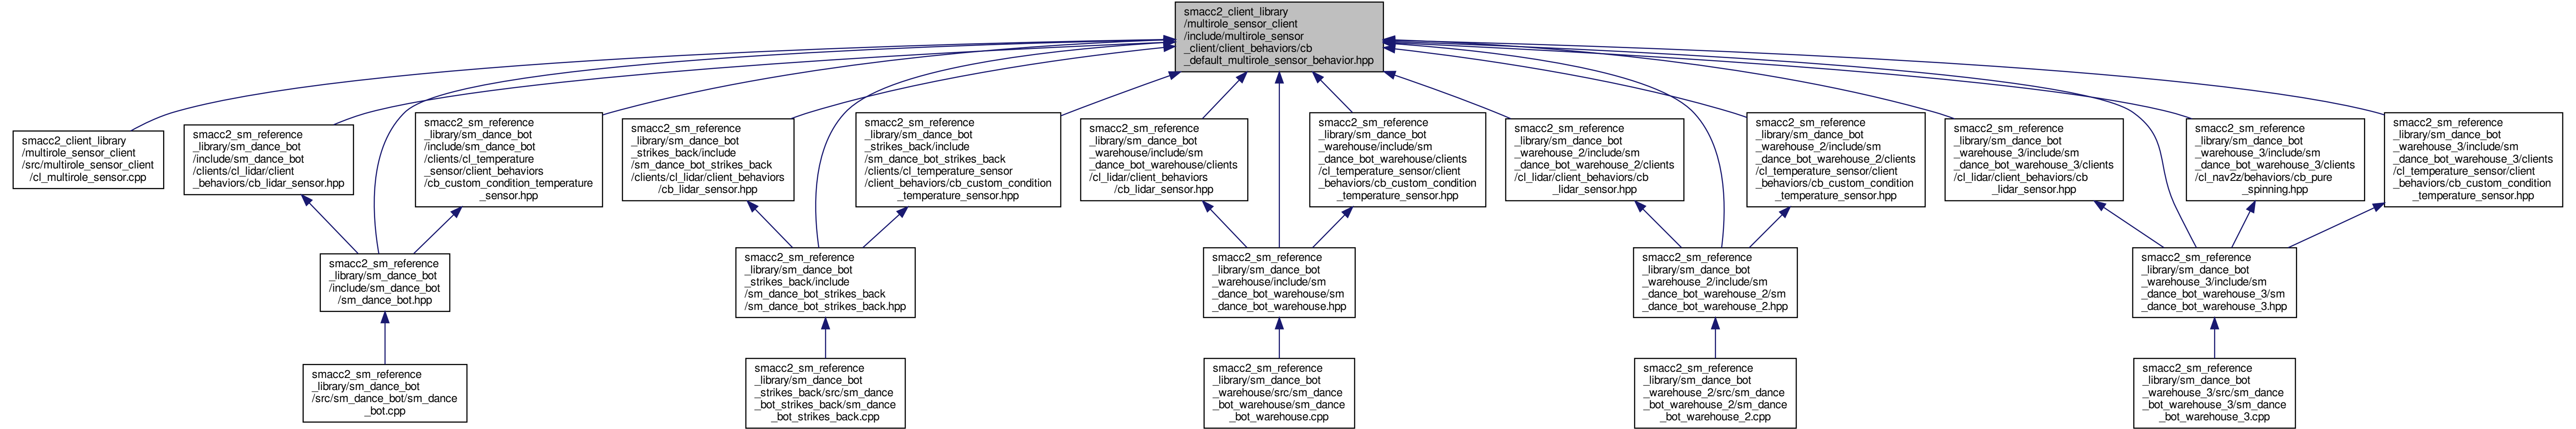 smacc2_client_library
/multirole_sensor_client
/include/multirole_sensor
_client/client_behaviors/cb
_default_multirole_sensor_behavior.hpp
smacc2_client_library
/multirole_sensor_client
/src/multirole_sensor_client
/cl_multirole_sensor.cpp
smacc2_sm_reference
_library/sm_dance_bot
/include/sm_dance_bot
/clients/cl_lidar/client
_behaviors/cb_lidar_sensor.hpp
smacc2_sm_reference
_library/sm_dance_bot
/include/sm_dance_bot
/clients/cl_temperature
_sensor/client_behaviors
/cb_custom_condition_temperature
_sensor.hpp
smacc2_sm_reference
_library/sm_dance_bot
_strikes_back/include
/sm_dance_bot_strikes_back
/clients/cl_lidar/client_behaviors
/cb_lidar_sensor.hpp
smacc2_sm_reference
_library/sm_dance_bot
_strikes_back/include
/sm_dance_bot_strikes_back
/clients/cl_temperature_sensor
/client_behaviors/cb_custom_condition
_temperature_sensor.hpp
smacc2_sm_reference
_library/sm_dance_bot
_warehouse/include/sm
_dance_bot_warehouse/clients
/cl_lidar/client_behaviors
/cb_lidar_sensor.hpp
smacc2_sm_reference
_library/sm_dance_bot
_warehouse/include/sm
_dance_bot_warehouse/clients
/cl_temperature_sensor/client
_behaviors/cb_custom_condition
_temperature_sensor.hpp
smacc2_sm_reference
_library/sm_dance_bot
_warehouse_2/include/sm
_dance_bot_warehouse_2/clients
/cl_lidar/client_behaviors/cb
_lidar_sensor.hpp
smacc2_sm_reference
_library/sm_dance_bot
_warehouse_2/include/sm
_dance_bot_warehouse_2/clients
/cl_temperature_sensor/client
_behaviors/cb_custom_condition
_temperature_sensor.hpp
smacc2_sm_reference
_library/sm_dance_bot
_warehouse_3/include/sm
_dance_bot_warehouse_3/clients
/cl_lidar/client_behaviors/cb
_lidar_sensor.hpp
smacc2_sm_reference
_library/sm_dance_bot
_warehouse_3/include/sm
_dance_bot_warehouse_3/clients
/cl_nav2z/behaviors/cb_pure
_spinning.hpp
smacc2_sm_reference
_library/sm_dance_bot
_warehouse_3/include/sm
_dance_bot_warehouse_3/clients
/cl_temperature_sensor/client
_behaviors/cb_custom_condition
_temperature_sensor.hpp
smacc2_sm_reference
_library/sm_dance_bot
/include/sm_dance_bot
/sm_dance_bot.hpp
smacc2_sm_reference
_library/sm_dance_bot
_strikes_back/include
/sm_dance_bot_strikes_back
/sm_dance_bot_strikes_back.hpp
smacc2_sm_reference
_library/sm_dance_bot
_warehouse/include/sm
_dance_bot_warehouse/sm
_dance_bot_warehouse.hpp
smacc2_sm_reference
_library/sm_dance_bot
_warehouse_2/include/sm
_dance_bot_warehouse_2/sm
_dance_bot_warehouse_2.hpp
smacc2_sm_reference
_library/sm_dance_bot
_warehouse_3/include/sm
_dance_bot_warehouse_3/sm
_dance_bot_warehouse_3.hpp
smacc2_sm_reference
_library/sm_dance_bot
/src/sm_dance_bot/sm_dance
_bot.cpp
smacc2_sm_reference
_library/sm_dance_bot
_strikes_back/src/sm_dance
_bot_strikes_back/sm_dance
_bot_strikes_back.cpp
smacc2_sm_reference
_library/sm_dance_bot
_warehouse/src/sm_dance
_bot_warehouse/sm_dance
_bot_warehouse.cpp
smacc2_sm_reference
_library/sm_dance_bot
_warehouse_2/src/sm_dance
_bot_warehouse_2/sm_dance
_bot_warehouse_2.cpp
smacc2_sm_reference
_library/sm_dance_bot
_warehouse_3/src/sm_dance
_bot_warehouse_3/sm_dance
_bot_warehouse_3.cpp